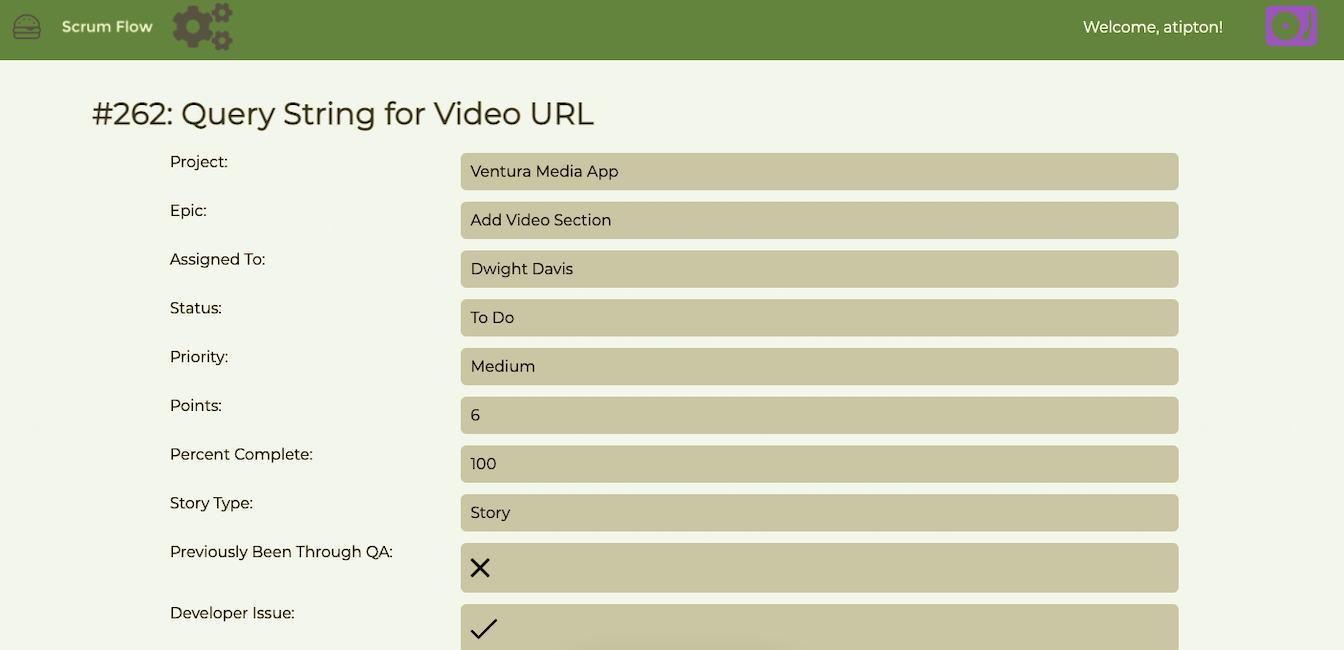 Scrum Flow
Welcome, atipton!
#262: Query String for Video URL
Project:
Ventura Media App
Epic:
Add Video Section
Assigned To:
Dwight Davis
Status:
To Do
Priority:
Medium
Points:
6
Percent Complete:
100
Story Type:
Story
Previously Been Through QA:
Developer Issue: